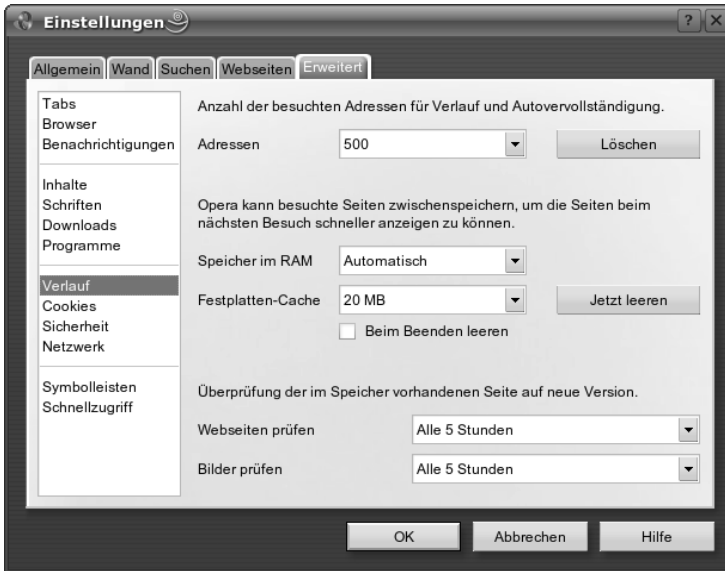 Einstellungen
?
Allgemein Wand Suchen Webseiten Erweitert
Tabs
Browser
Benachrichtigungen
Inhalte
Schriften
Downloads
Programme
Verlauf
Cookies
Sicherheit
Netzwerk
Symbolleisten
Schnellzugriff
Anzahl der besuchten Adressen für Verlauf und Autovervollständigung.
Adressen 500 Löschen
Opera kann besuchte Seiten zwischenspeichern, um die Seiten beim
nächsten Besuch schneller anzeigen zu können.
Speicher im RAM Automatisch
Festplatten-Cache 20 MB Jetzt leeren
Beim Beenden leeren
Überprüfung der im Speicher vorhandenen Seite auf neue Version.
Webseiten prüfen Alle 5 Stunden
Bilder prüfen Alle 5 Stunden
OK Abbrechen Hilfe